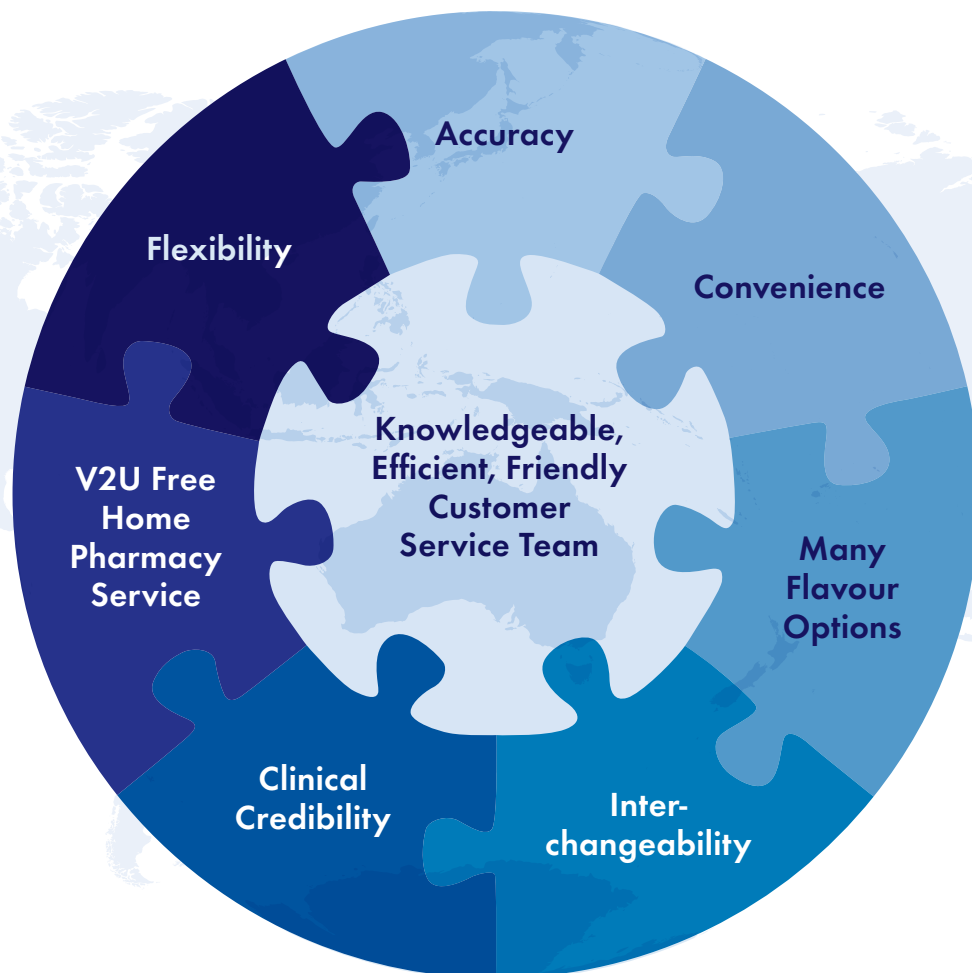 Accuracy
Flexibility
Convenience
Knowledgeable,
Efficient, Friendly
Customer
Service Team
V2U Free
Home
Pharmacy
Service
Many
Flavour
Options
Clinical
Credibility
Inter-
changeability